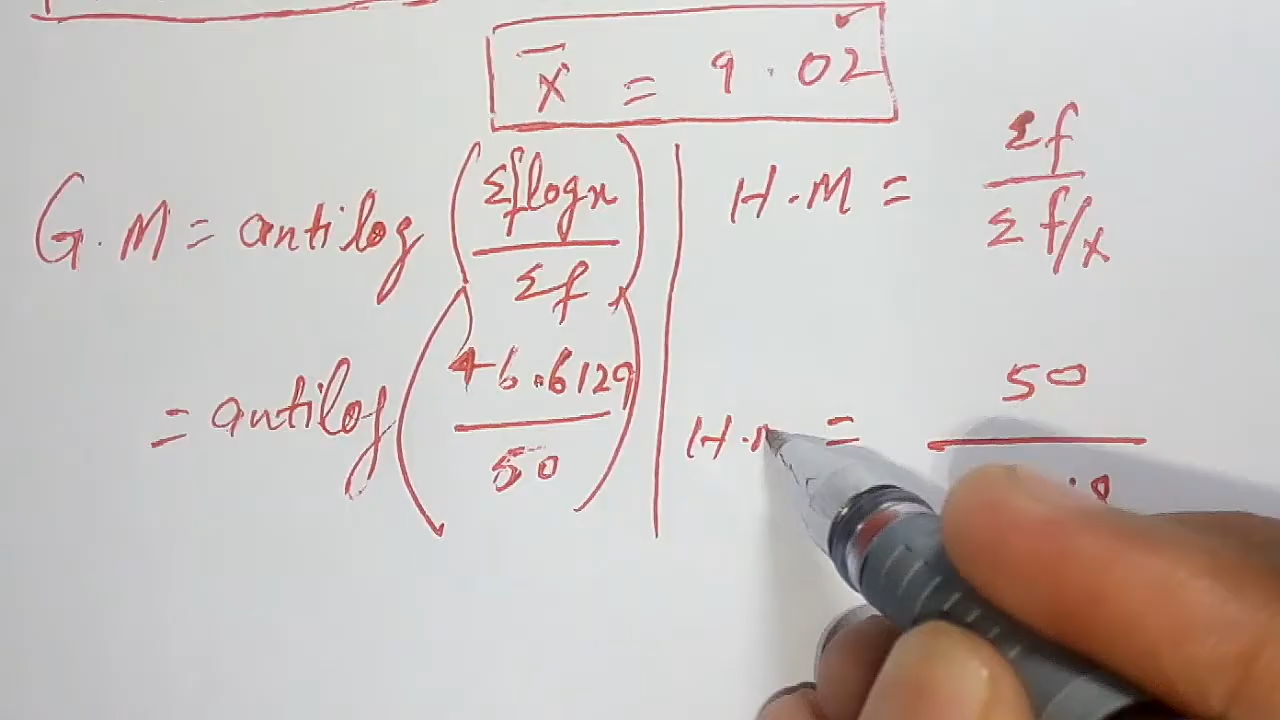 X̄ = 9.02
G.M = antilog (Σflogx / Σf)
= antilog (46.6129 / 50)
H.M = Σf / Σf/x
H.M = 50